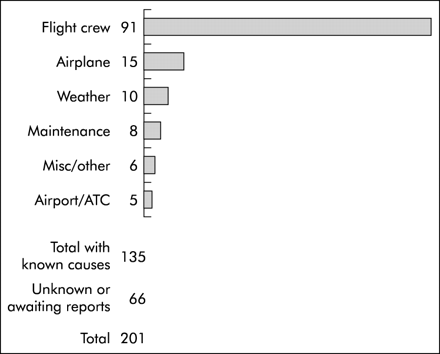 Flight crew 91
Airplane 15
Weather 10
Maintenance 8
Misc/other 6
Airport/ATC 5
Total with
known causes 135
Unknown or
awaiting reports 66
Total 201